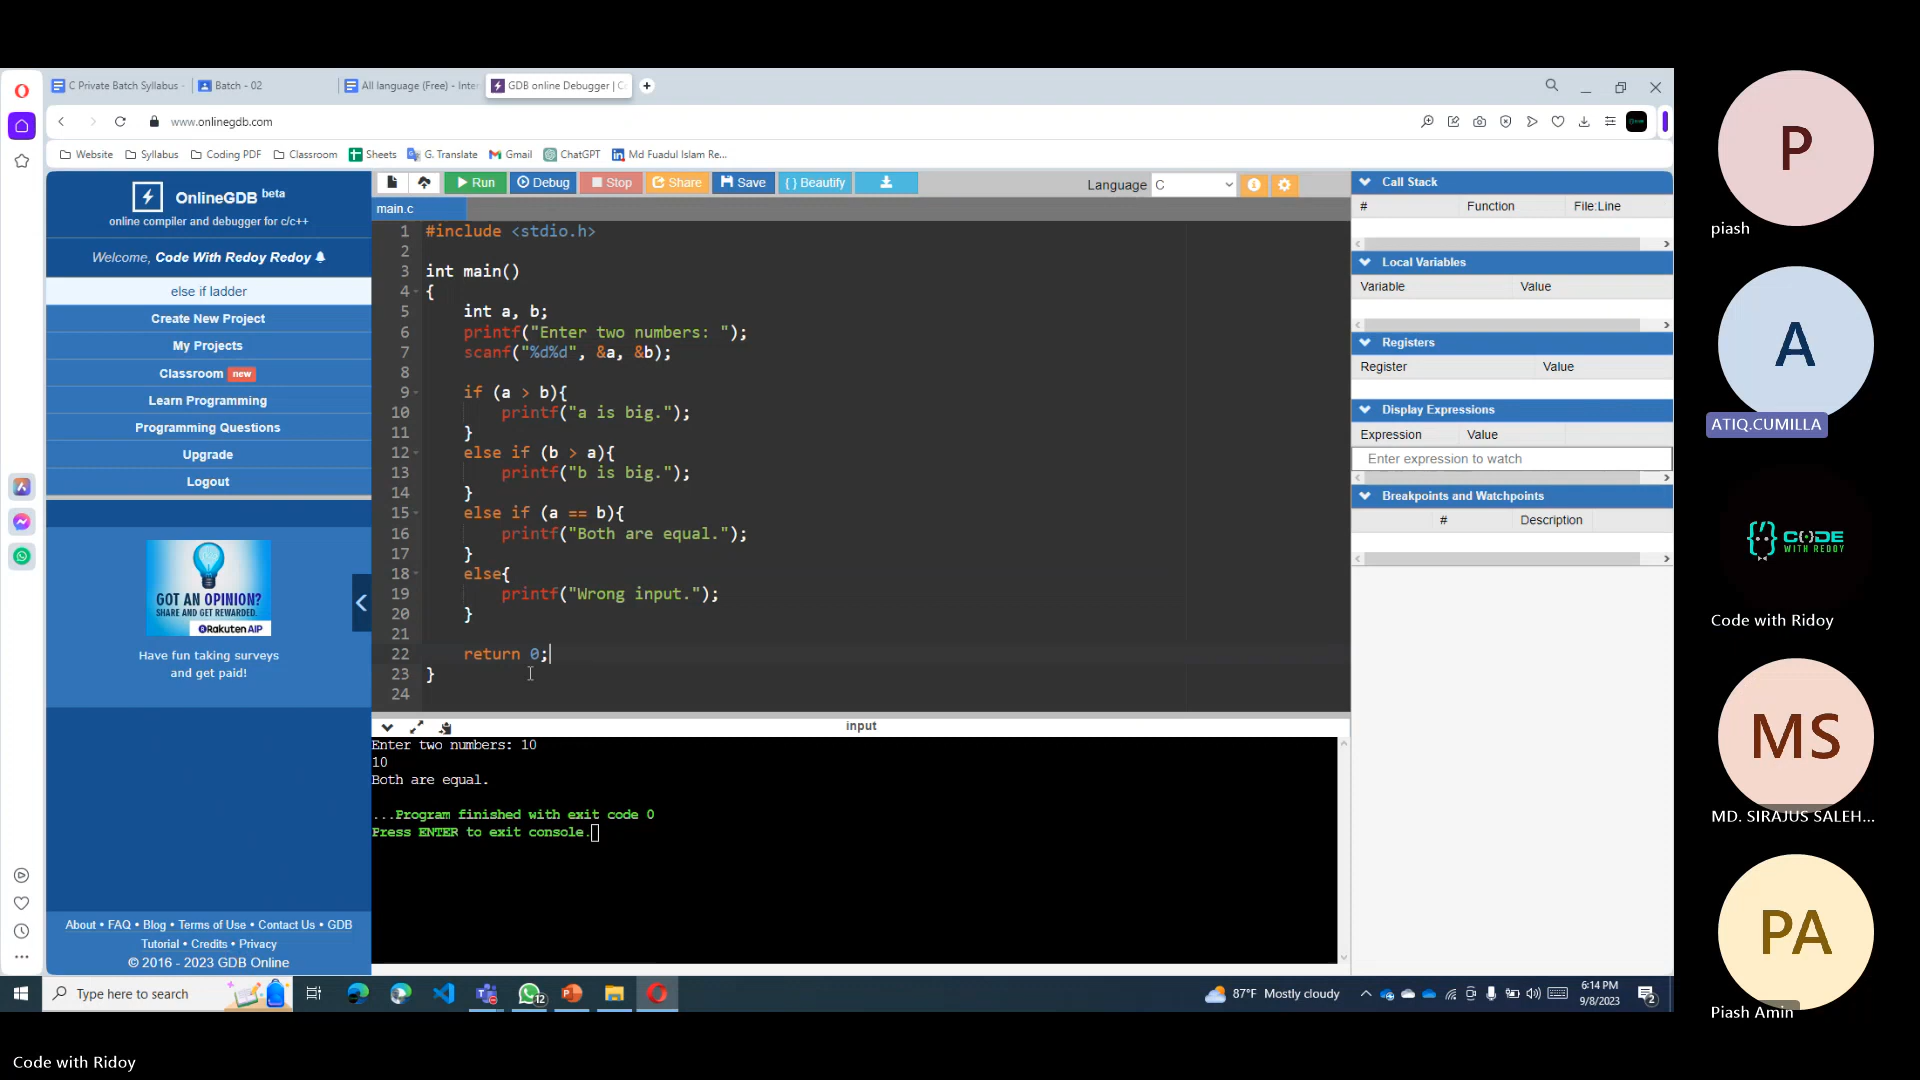 C Private Batch Syllabus
Batch - 02
All language (Free) - Inter
GDB online Debugger | C
www.onlinegdb.com
Website
Syllabus
Coding PDF
Classroom
Sheets
G. Translate
Gmail
ChatGPT
Md Fuadul Islam Re...
OnlineGDB beta
online compiler and debugger for c/c++
Welcome, Code With Redoy Redoy
else if ladder
Create New Project
My Projects
Classroom new
Learn Programming
Programming Questions
Upgrade
Logout
GOT AN OPINION?
SHARE AND GET REWARDED.
Rakuten AIP
Have fun taking surveys
and get paid!
About • FAQ • Blog • Terms of Use • Contact Us • GDB
Tutorial • Credits • Privacy
© 2016 - 2023 GDB Online
Run
Debug
Stop
Share
Save
{ } Beautify
Language C
main.c
1 #include <stdio.h>
2
3 int main()
4 {
5 int a, b;
6 printf("Enter two numbers: ");
7 scanf("%d%d", &a, &b);
8
9 if (a > b){
10 printf("a is big.");
11 }
12 else if (b > a){
13 printf("b is big.");
14 }
15 else if (a == b){
16 printf("Both are equal.");
17 }
18 else{
19 printf("Wrong input.");
20 }
21
22 return 0;
23 }
24
input
Enter two numbers: 10
10
Both are equal.
...Program finished with exit code 0
Press ENTER to exit console.
Call Stack
# Function File:Line
Local Variables
Variable Value
Registers
Register Value
Display Expressions
Expression Value
Enter expression to watch
Breakpoints and Watchpoints
# Description
Type here to search
12
87°F Mostly cloudy
6:14 PM
9/8/2023
2
P
piash
A
ATIQ.CUMILLA
CODE
WITH REDOY
Code with Ridoy
MS
MD. SIRAJUS SALEH...
PA
Piash Amin
Code with Ridoy